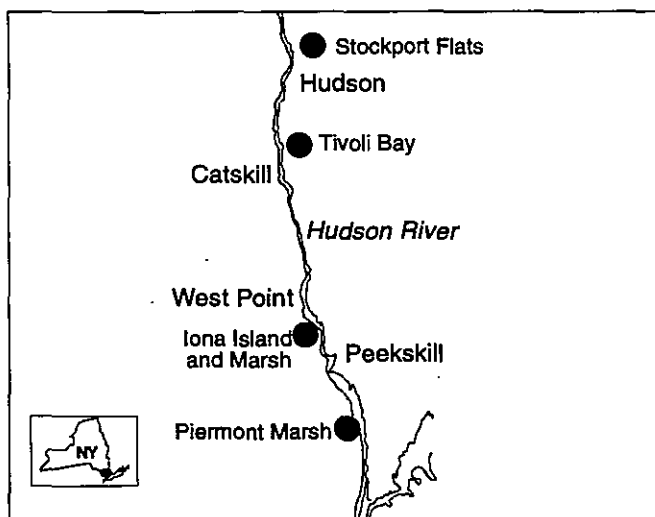 Stockport Flats
Hudson
Tivoli Bay
Catskill
Hudson River
West Point
Iona Island
and Marsh
Peekskill
Piermont Marsh
NY